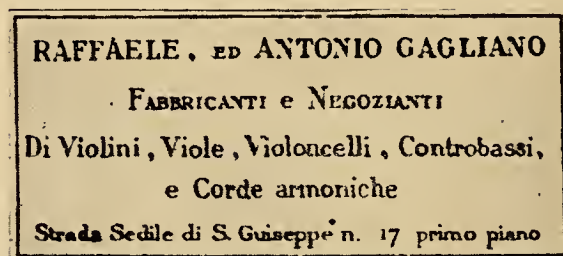 RAFFAELE, ED ANTONIO GAGLIANO
FABBRICANTI e NEGOZIANTI
Di Violini, Viole, Violoncelli, Controbassi,
e Corde armoniche
Strada Sedile di S. Guiseppe n. 17 primo piano